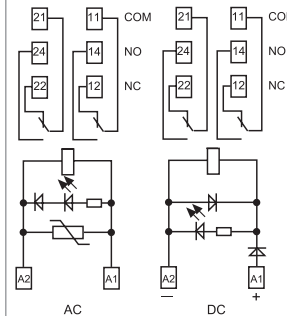 21 11 COM 21 11 COM
24 14 NO 24 14 NO
22 12 NC 22 12 NC
A2 A1 A2 A1
— +
AC DC